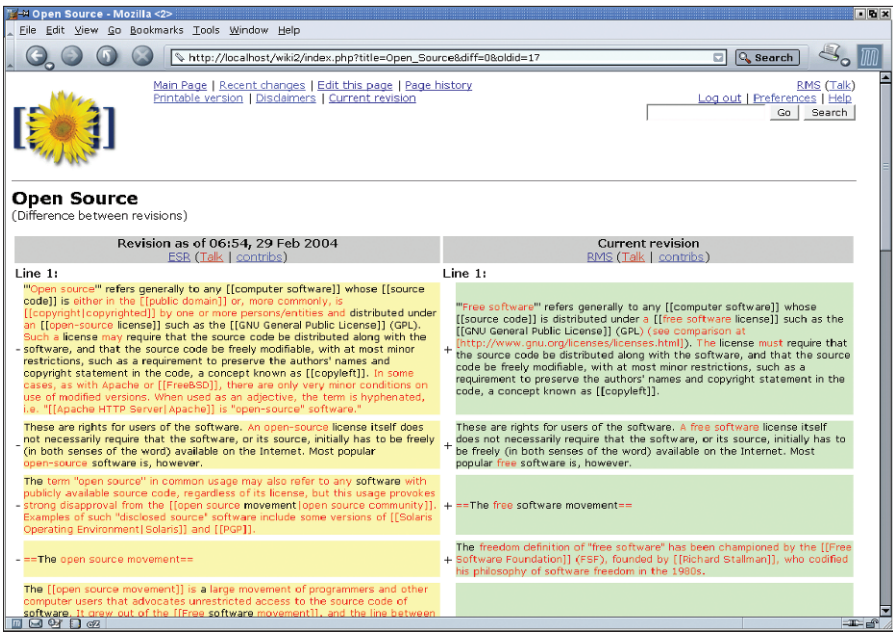 Open Source - Mozilla <2>
File Edit View Go Bookmarks Tools Window Help
http://localhost/wiki2/index.php?title=Open_Source&diff=0&oldid=17
Search
Main Page | Recent changes | Edit this page | Page history
Printable version | Disclaimers | Current revision
RMS (Talk)
Log out | Preferences | Help
Go Search
Open Source
(Difference between revisions)
Revision as of 06:54, 29 Feb 2004
ESR (Talk | contribs)
Line 1:
'''Open source''' refers generally to any [[computer software]] whose [[source
code]] is either in the [[public domain]] or, more commonly, is
[[copyright|copyrighted]] by one or more persons/entities and distributed under
an [[open-source license]] such as the [[GNU General Public License]] (GPL).
Such a license may require that the source code be distributed along with the
- software, and that the source code be freely modifiable, with at most minor
restrictions, such as a requirement to preserve the authors' names and
copyright statement in the code, a concept known as [[copyleft]]. In some
cases, as with Apache or [[FreeBSD]], there are only very minor conditions on
use of modified versions. When used as an adjective, the term is hyphenated,
i.e. "[[Apache HTTP Server|Apache]] is "open-source" software."
These are rights for users of the software. An open-source license itself does
- not necessarily require that the software, or its source, initially has to be freely
(in both senses of the word) available on the Internet. Most popular
open-source software is, however.
The term "open source" in common usage may also refer to any software with
publicly available source code, regardless of its license, but this usage provokes
- strong disapproval from the [[open source movement|open source community]].
Examples of such "disclosed source" software include some versions of [[Solaris
Operating Environment|Solaris]] and [[PGP]].
- ==The open source movement==
The [[open source movement]] is a large movement of programmers and other
computer users that advocates unrestricted access to the source code of
software. It grew out of the [[Free software movement]], and the line between
Current revision
RMS (Talk | contribs)
Line 1:
'''Free software''' refers generally to any [[computer software]] whose
[[source code]] is distributed under a [[free software license]] such as the
[[GNU General Public License]] (GPL) (see comparison at
+ [http://www.gnu.org/licenses/licenses.html]). The license must require that
the source code be distributed along with the software, and that the source
code be freely modifiable, with at most minor restrictions, such as a
requirement to preserve the authors' names and copyright statement in the
code, a concept known as [[copyleft]].
These are rights for users of the software. A free software license itself
+ does not necessarily require that the software, or its source, initially has to
be freely (in both senses of the word) available on the Internet. Most
popular free software is, however.
+ ==The free software movement==
The freedom definition of "free software" has been championed by the [[Free
+ Software Foundation]] (FSF), founded by [[Richard Stallman]], who codified
his philosophy of software freedom in the 1980s.